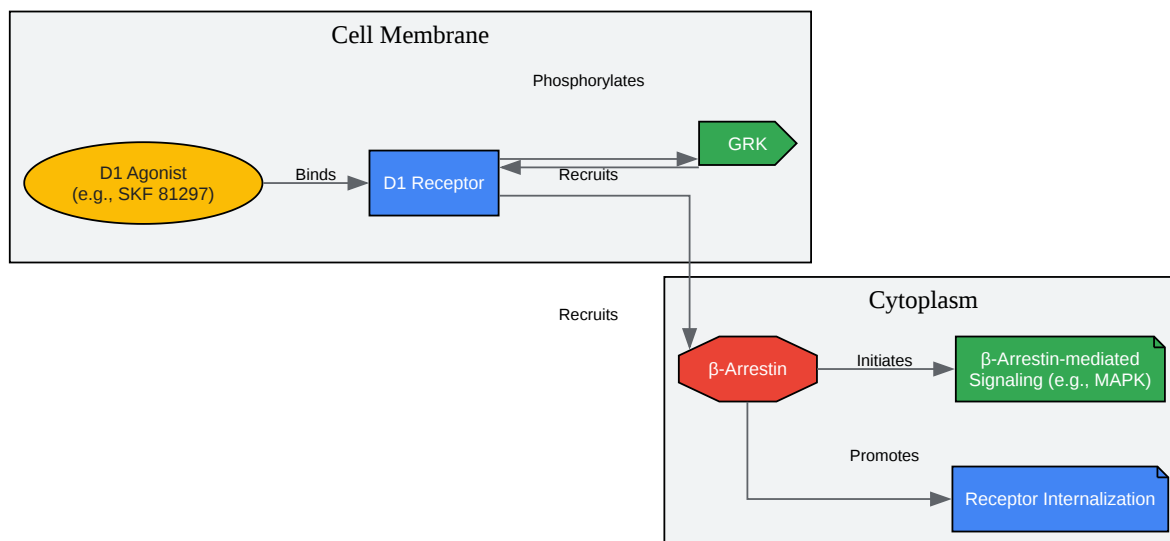 Cell Membrane
Phosphorylates
GRK
D1 Agonist
(e.g., SKF 81297)
Binds
D1 Receptor
Recruits
Recruits
Cytoplasm
β-Arrestin
Initiates
β-Arrestin-mediated
Signaling (e.g., MAPK)
Promotes
Receptor Internalization